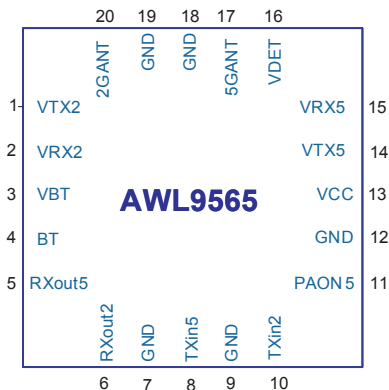 20 19 18 17 16
2GANT GND GND 5GANT VDET
1 VTX2 VRX5 15
2 VRX2 VTX5 14
3 VBT VCC 13
AWL9565
4 BT GND 12
5 RXout5 PAON5 11
RXout2 GND TXin5 GND TXin2
6 7 8 9 10